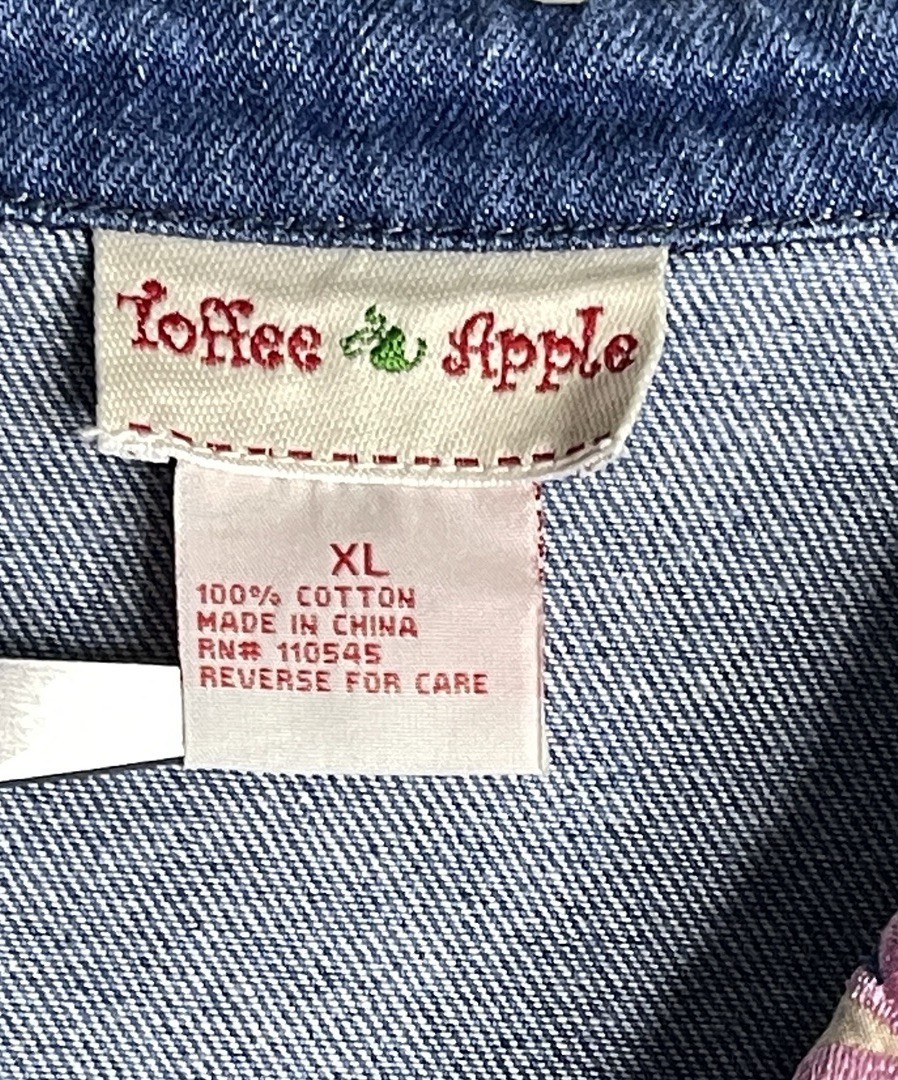 Toffee Apple
XL
100% COTTON
MADE IN CHINA
RN# 110545
REVERSE FOR CARE